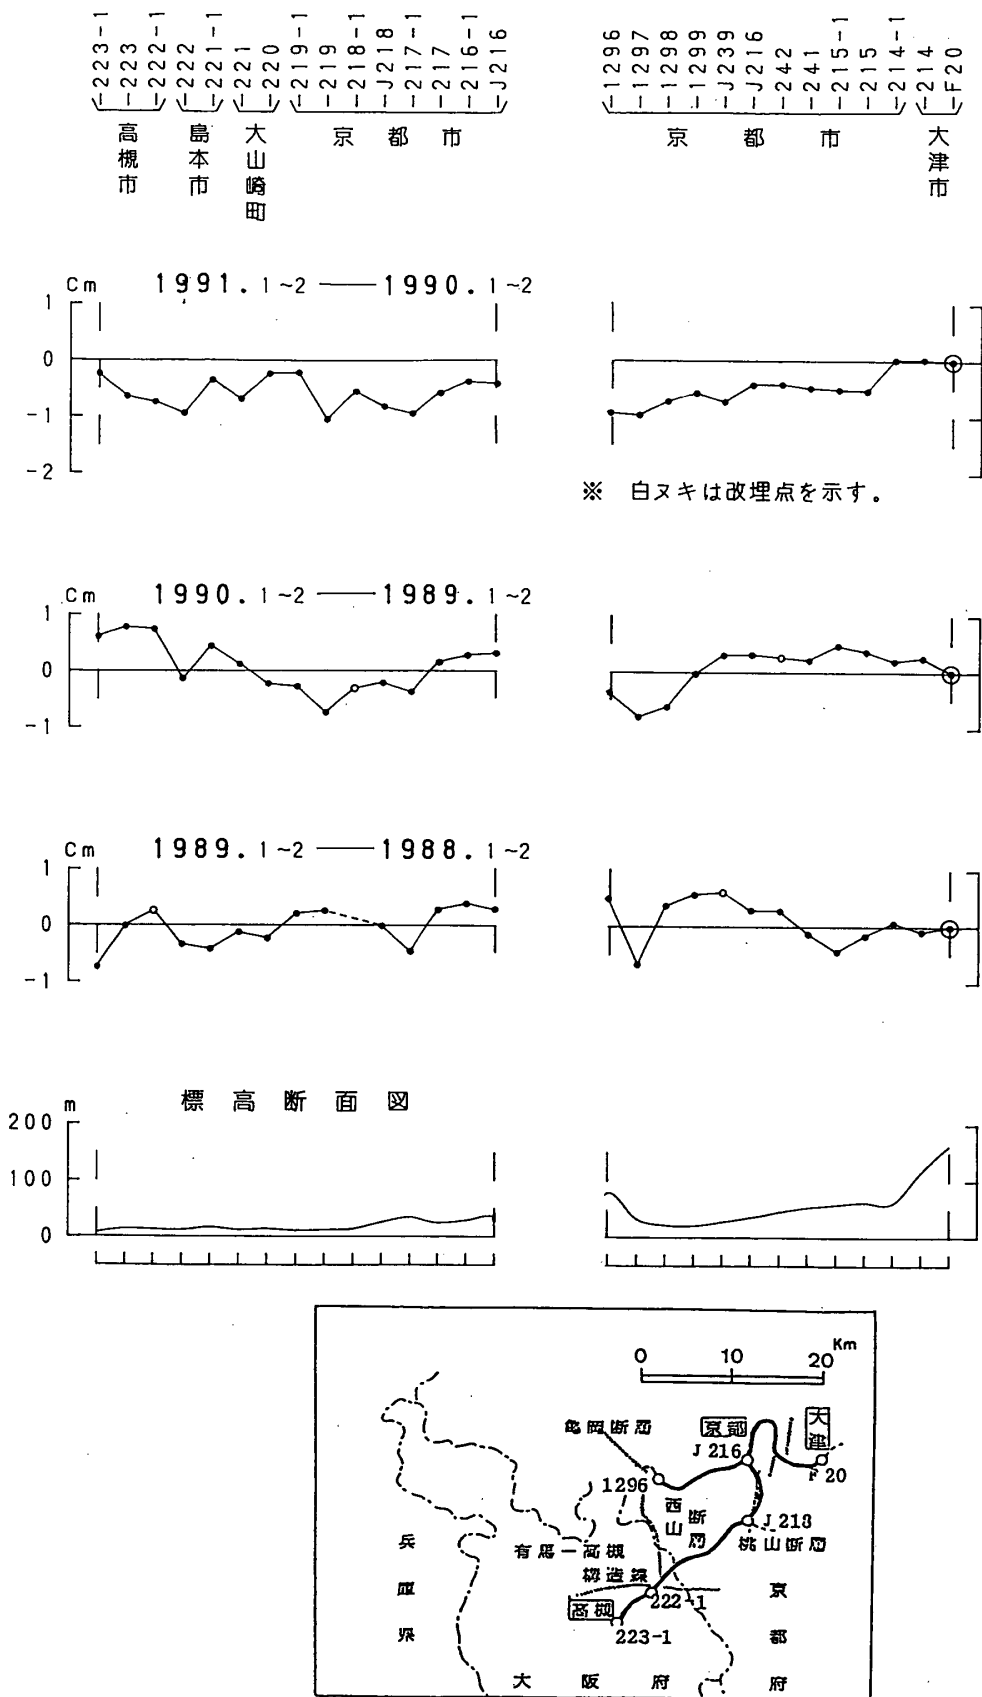 -223-1
-223
-222-1
-222
-221-1
-221
-220
-219-1
-219
-218-1
-J218
-217-1
-217
-216-1
-J216
高槻市
島本市
大山崎町
京都市
-1296
-1297
-1298
-1299
-J239
-J216
-242
-241
-215-1
-215
-214-1
-214
-F20
京都市
大津市
Cm 1991.1~2 ── 1990.1~2
1
0
-1
-2
※ 白ヌキは改埋点を示す。
Cm 1990.1~2 ── 1989.1~2
1
0
-1
Cm 1989.1~2 ── 1988.1~2
1
0
-1
m 標高断面図
200
100
0
0 10 20 Km
亀岡断層
京都
大津
J216
F20
1296
西山断層
J218
桃山断層
有馬-高槻
構造線
高槻
222-1
223-1
兵庫県
京都府
大阪府